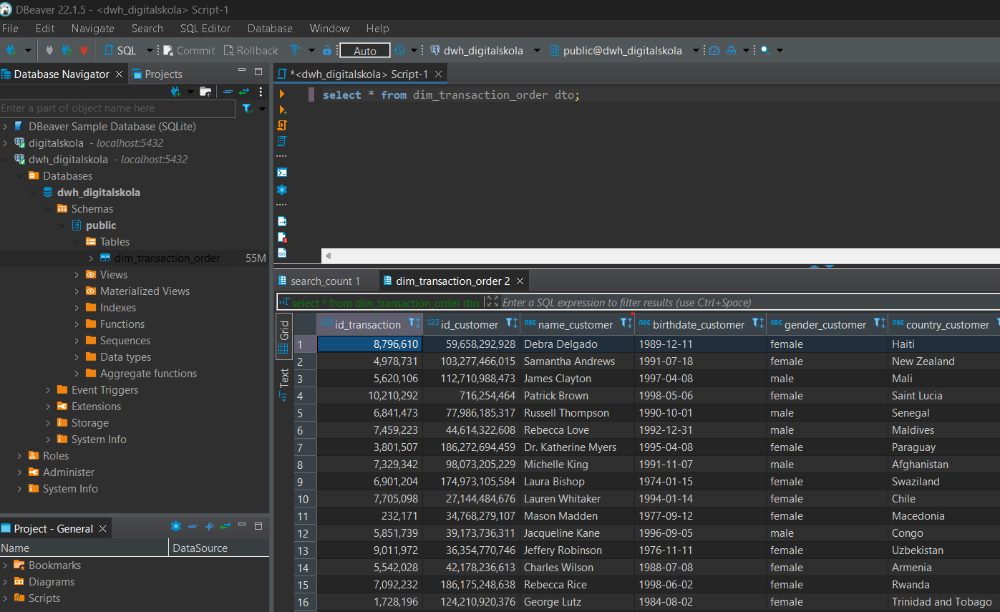 DBeaver 22.1.5 - <dwh_digitalskola> Script-1
File Edit Navigate Search SQL Editor Database Window Help
SQL Commit Rollback Auto dwh_digitalskola public@dwh_digitalskola
Database Navigator Projects
Enter a part of object name here
DBeaver Sample Database (SQLite)
digitalskola - localhost:5432
dwh_digitalskola - localhost:5432
Databases
dwh_digitalskola
Schemas
public
Tables
dim_transaction_order 55M
Views
Materialized Views
Indexes
Functions
Sequences
Data types
Aggregate functions
Event Triggers
Extensions
Storage
System Info
Roles
Administer
System Info
Project - General
Name DataSource
Bookmarks
Diagrams
Scripts
*<dwh_digitalskola> Script-1
select * from dim_transaction_order dto;
search_count 1 dim_transaction_order 2
select * from dim_transaction_order dto Enter a SQL expression to filter results (use Ctrl+Space)
Grid
Text
123 id_transaction 123 id_customer ABC name_customer ABC birthdate_customer ABC gender_customer ABC country_customer
1 8,796,610 59,658,292,928 Debra Delgado 1989-12-11 female Haiti
2 4,978,731 103,277,466,015 Samantha Andrews 1991-07-18 female New Zealand
3 5,620,106 112,710,988,473 James Clayton 1997-04-08 male Mali
4 10,210,292 716,254,464 Patrick Brown 1998-05-06 female Saint Lucia
5 6,841,473 77,986,185,317 Russell Thompson 1990-10-01 male Senegal
6 7,459,223 44,614,322,608 Rebecca Love 1992-12-31 male Maldives
7 3,801,507 186,272,694,459 Dr. Katherine Myers 1995-04-08 female Paraguay
8 7,329,342 98,073,205,229 Michelle King 1991-11-07 male Afghanistan
9 6,901,204 174,973,105,584 Laura Bishop 1974-01-15 female Swaziland
10 7,705,098 27,144,484,676 Lauren Whitaker 1994-01-14 female Chile
11 232,171 34,768,279,107 Mason Madden 1977-09-12 female Macedonia
12 5,851,739 39,173,736,311 Jacqueline Kane 1996-09-05 male Congo
13 9,011,972 36,354,770,746 Jeffery Robinson 1976-11-11 female Uzbekistan
14 5,542,028 42,178,236,613 Charles Wilson 1988-07-08 female Armenia
15 7,092,232 186,175,248,638 Rebecca Rice 1998-06-02 female Rwanda
16 1,728,196 124,210,920,376 George Lutz 1984-08-02 female Trinidad and Tobago